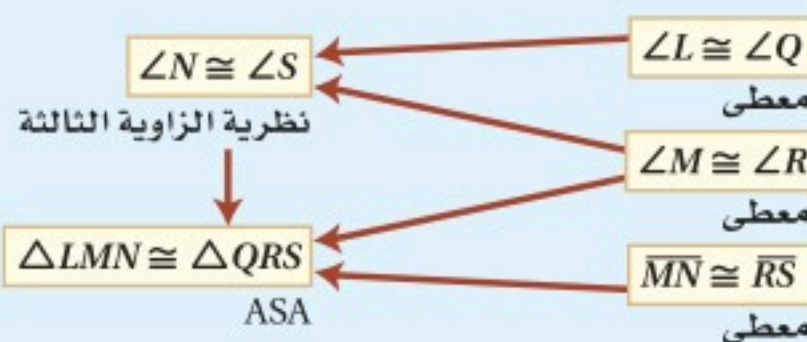 ∠L ≅ ∠Q
معطى
∠M ≅ ∠R
معطى
M̅N̅ ≅ R̅S̅
معطى
∠N ≅ ∠S
نظرية الزاوية الثالثة
△LMN ≅ △QRS
ASA